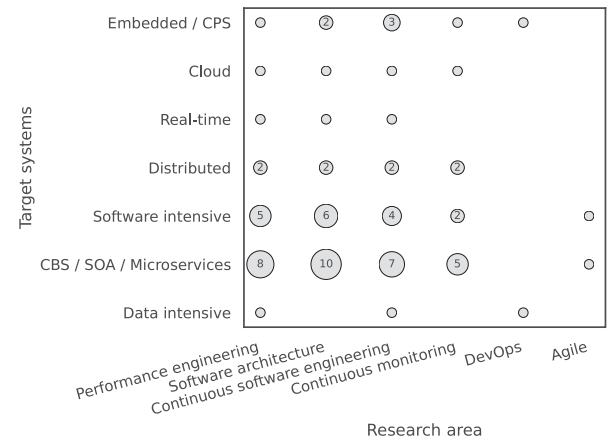 Target systems
Embedded / CPS
2
3
Cloud
Real-time
Distributed
2
2
2
2
Software intensive
5
6
4
2
CBS / SOA / Microservices
8
10
7
5
Data intensive
Performance engineering
Software architecture
Continuous software engineering
Continuous monitoring
DevOps
Agile
Research area